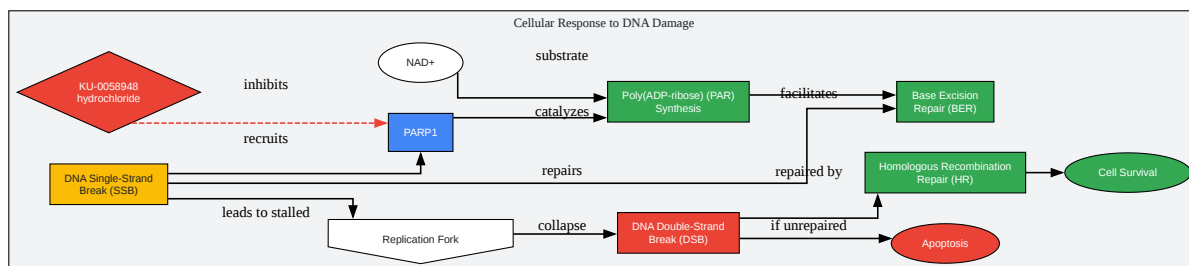 Cellular Response to DNA Damage
KU-0058948
hydrochloride
inhibits
recruits
NAD+
substrate
PARP1
catalyzes
Poly(ADP-ribose) (PAR)
Synthesis
facilitates
Base Excision
Repair (BER)
DNA Single-Strand
Break (SSB)
repairs
repaired by
Homologous Recombination
Repair (HR)
Cell Survival
leads to stalled
Replication Fork
collapse
DNA Double-Strand
Break (DSB)
if unrepaired
Apoptosis